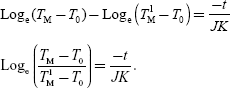 Log_e(T_M − T_0) − Log_e(T_M^1 − T_0) = −t/JK
Log_e((T_M − T_0)/(T_M^1 − T_0)) = −t/JK.